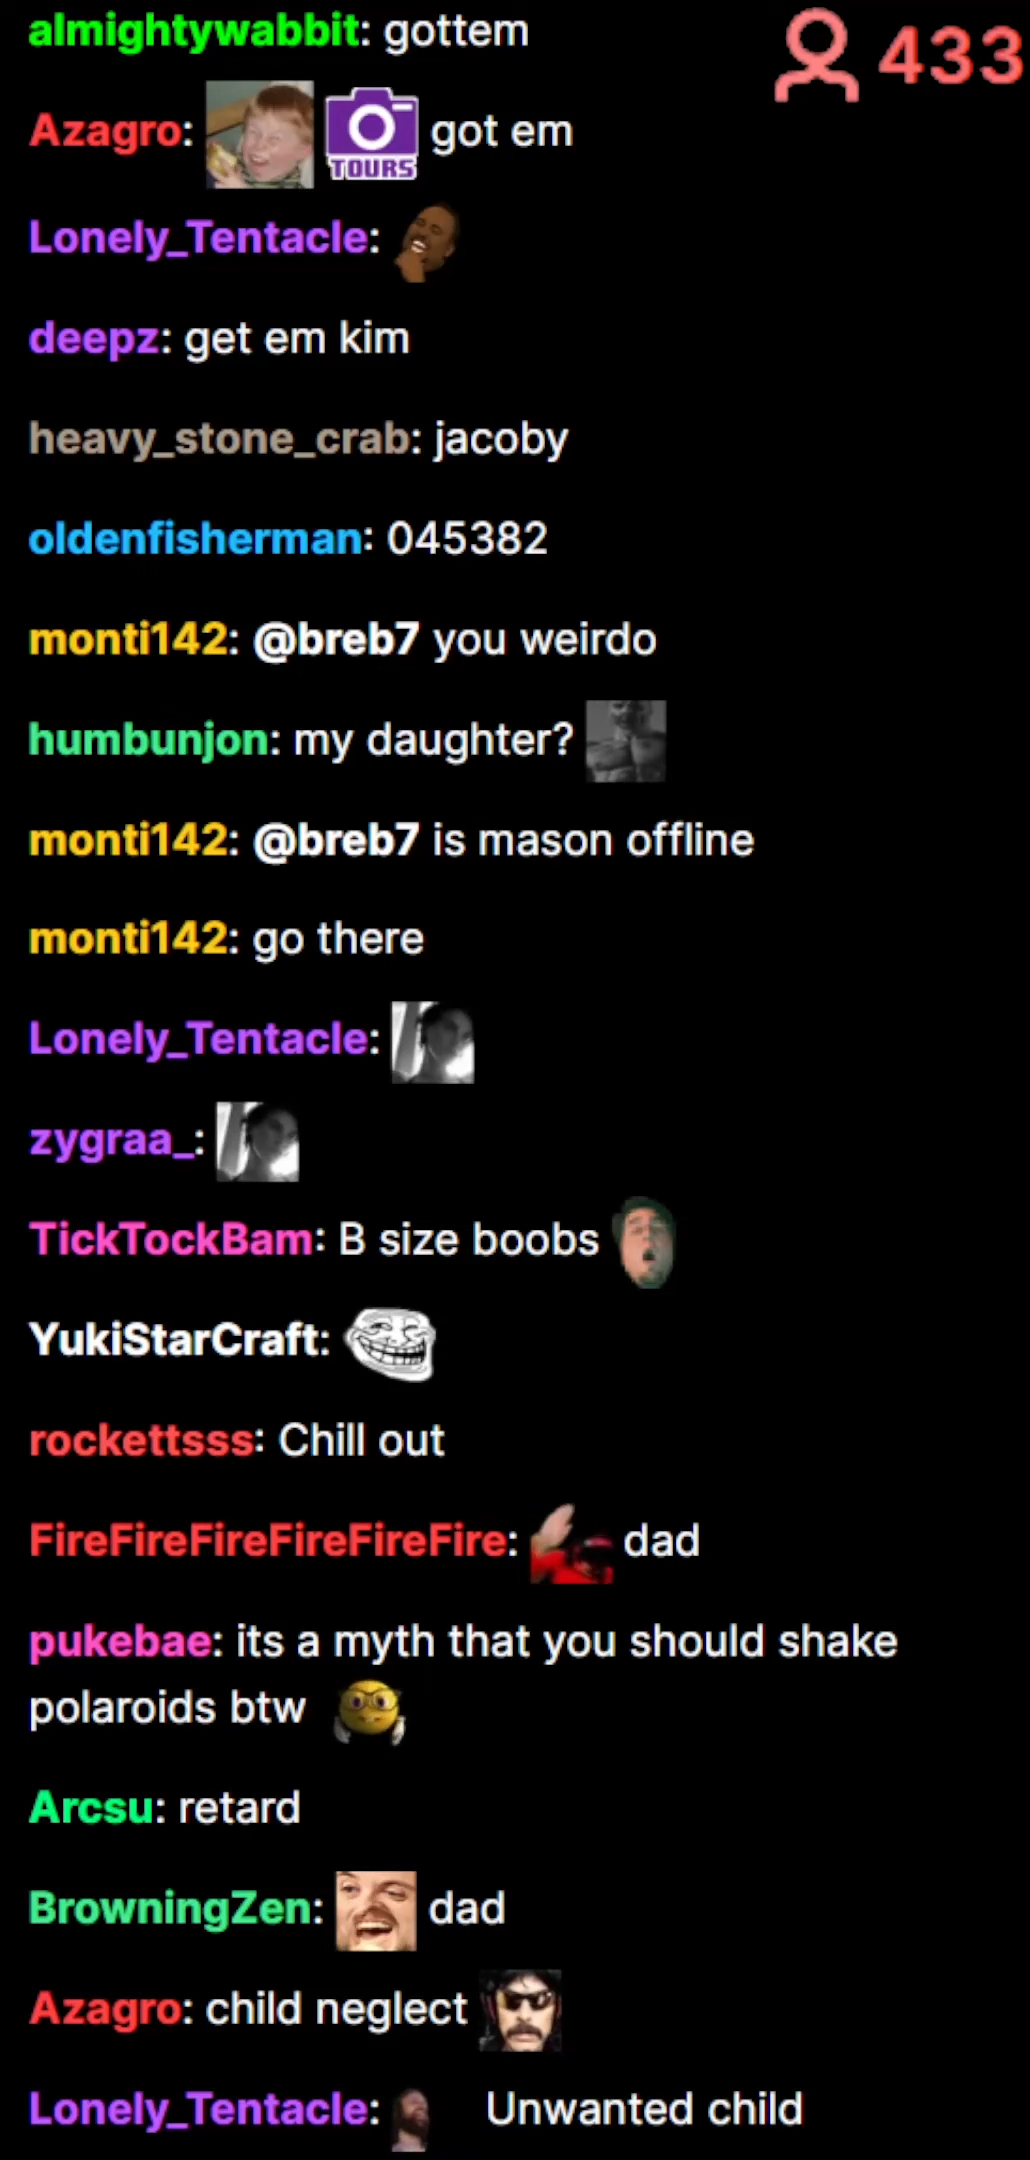 almightywabbit: gottem
433
Azagro: TOURS got em
Lonely_Tentacle:
deepz: get em kim
heavy_stone_crab: jacoby
oldenfisherman: 045382
monti142: @breb7 you weirdo
humbunjon: my daughter?
monti142: @breb7 is mason offline
monti142: go there
Lonely_Tentacle:
zygraa_:
TickTockBam: B size boobs
YukiStarCraft:
rockettsss: Chill out
FireFireFireFireFireFire: dad
pukebae: its a myth that you should shake
polaroids btw
Arcsu: retard
BrowningZen: dad
Azagro: child neglect
Lonely_Tentacle: Unwanted child